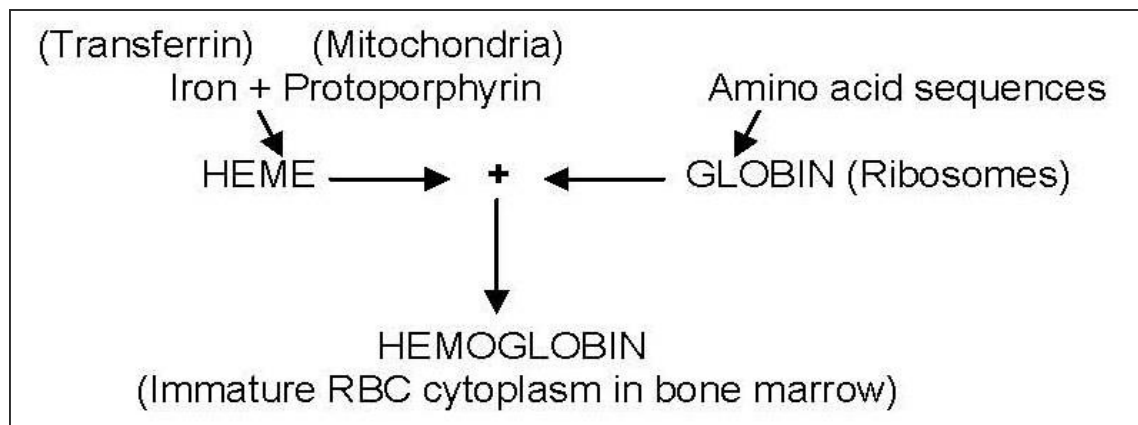 (Transferrin) (Mitochondria)
Iron + Protoporphyrin Amino acid sequences
HEME + GLOBIN (Ribosomes)
HEMOGLOBIN
(Immature RBC cytoplasm in bone marrow)